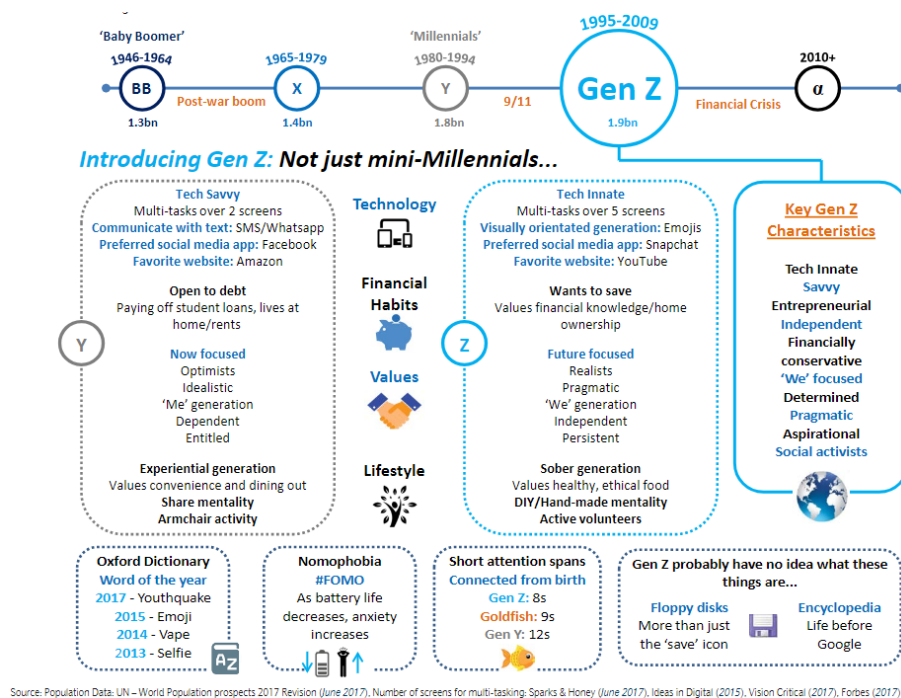 'Baby Boomer'
1946-1964
BB
1.3bn
Post-war boom
1965-1979
X
1.4bn
'Millennials'
1980-1994
Y
1.8bn
9/11
1995-2009
Gen Z
1.9bn
Financial Crisis
2010+
α
Introducing Gen Z: Not just mini-Millennials...
Y
Tech Savvy
Multi-tasks over 2 screens
Communicate with text: SMS/Whatsapp
Preferred social media app: Facebook
Favorite website: Amazon
Open to debt
Paying off student loans, lives at
home/rents
Now focused
Optimists
Idealistic
'Me' generation
Dependent
Entitled
Experiential generation
Values convenience and dining out
Share mentality
Armchair activity
Technology
Financial
Habits
Values
Lifestyle
Z
Tech Innate
Multi-tasks over 5 screens
Visually orientated generation: Emojis
Preferred social media app: Snapchat
Favorite website: YouTube
Wants to save
Values financial knowledge/home
ownership
Future focused
Realists
Pragmatic
'We' generation
Independent
Persistent
Sober generation
Values healthy, ethical food
DIY/Hand-made mentality
Active volunteers
Key Gen Z
Characteristics
Tech Innate
Savvy
Entrepreneurial
Independent
Financially
conservative
'We' focused
Determined
Pragmatic
Aspirational
Social activists
Oxford Dictionary
Word of the year
2017 - Youthquake
2015 - Emoji
2014 - Vape
2013 - Selfie
AZ
Nomophobia
#FOMO
As battery life
decreases, anxiety
increases
Short attention spans
Connected from birth
Gen Z: 8s
Goldfish: 9s
Gen Y: 12s
Gen Z probably have no idea what these
things are...
Floppy disks
More than just
the 'save' icon
Encyclopedia
Life before
Google
Source: Population Data: UN – World Population prospects 2017 Revision (June 2017), Number of screens for multi-tasking: Sparks & Honey (June 2017), Ideas in Digital (2015), Vision Critical (2017), Forbes (2017)